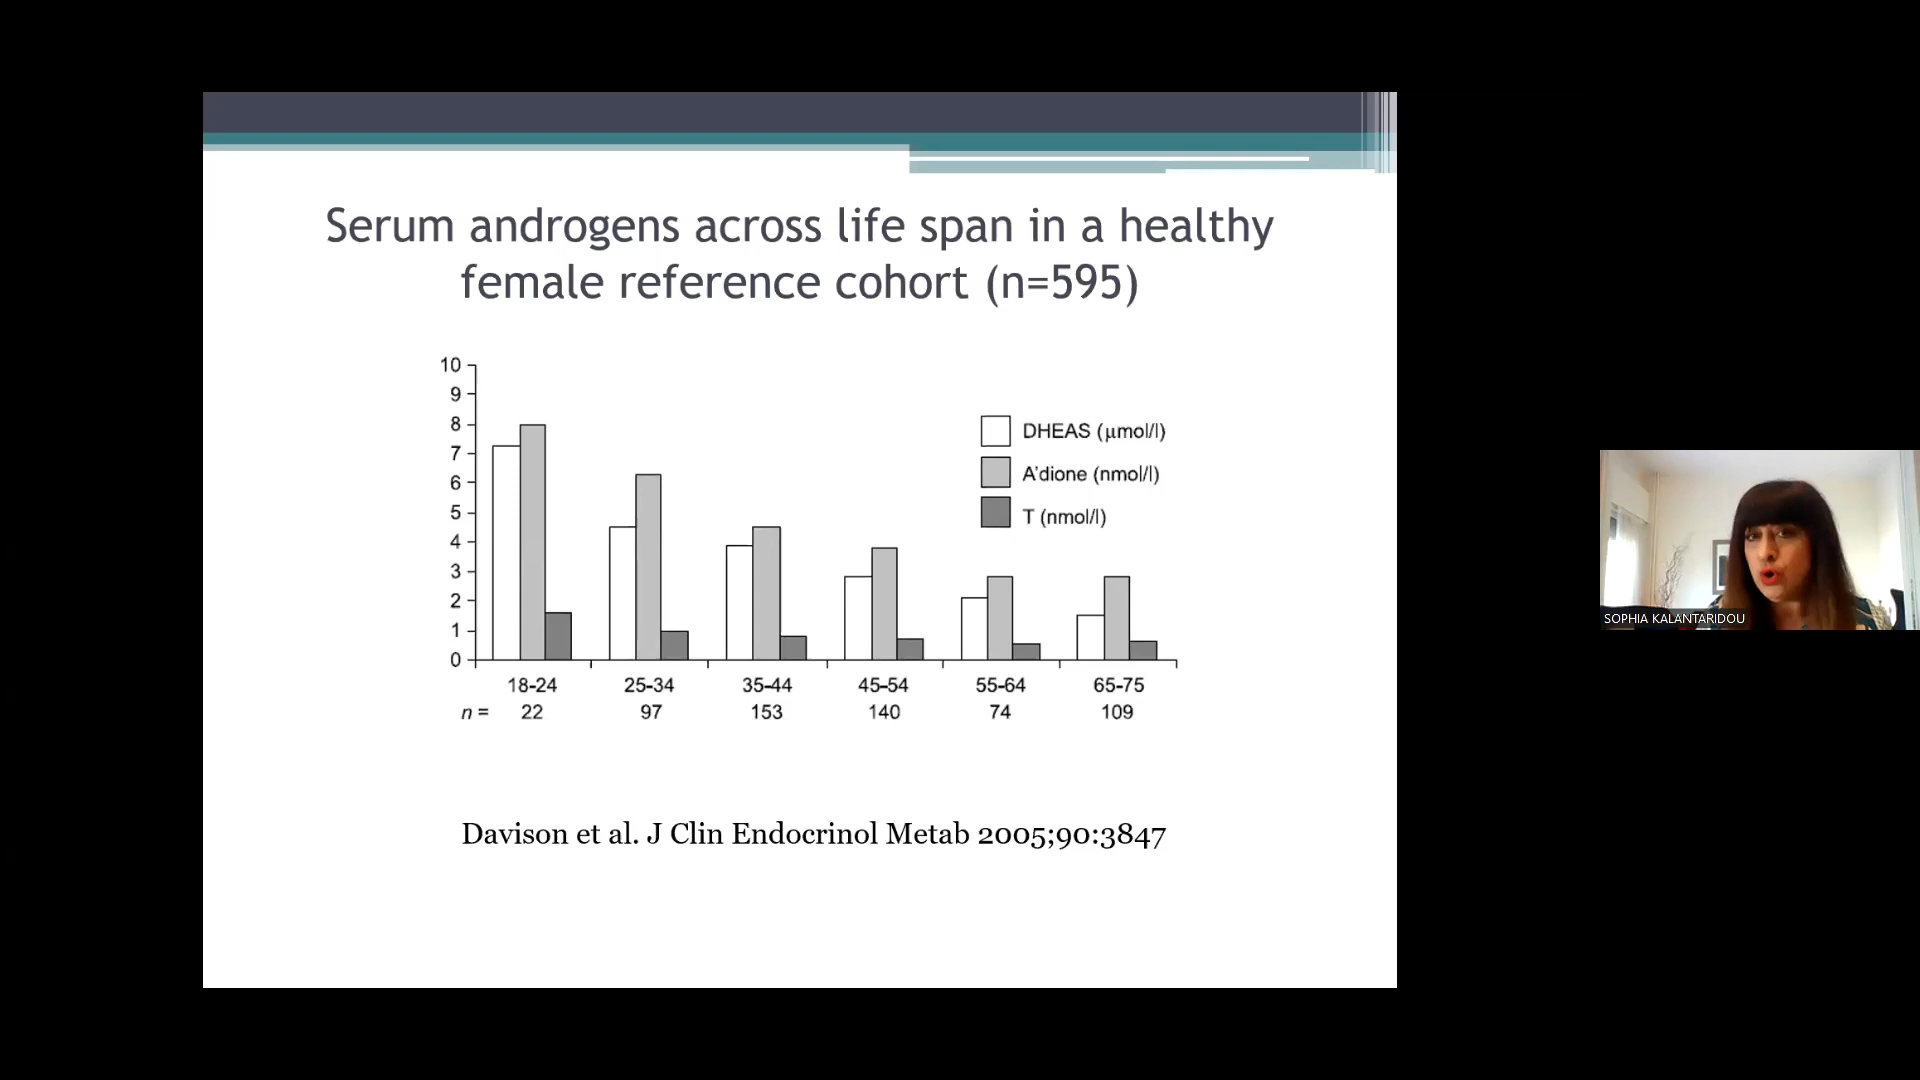 Serum androgens across life span in a healthy
female reference cohort (n=595)
10
9
8
7
6
5
4
3
2
1
0
DHEAS (µmol/l)
A'dione (nmol/l)
T (nmol/l)
18-24 25-34 35-44 45-54 55-64 65-75
n = 22 97 153 140 74 109
Davison et al. J Clin Endocrinol Metab 2005;90:3847
SOPHIA KALANTARIDOU